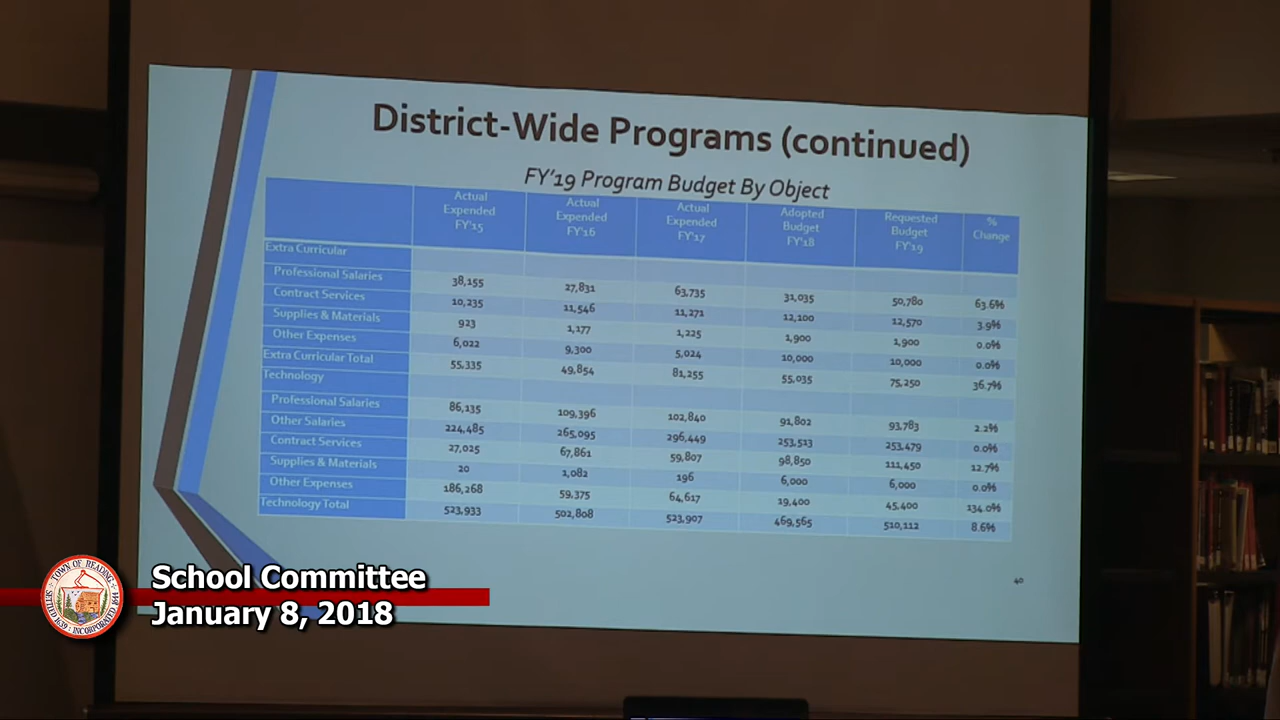 District-Wide Programs (continued)
FY'19 Program Budget By Object
Actual Expended FY'15 Actual Expended FY'16 Actual Expended FY'17 Adopted Budget FY'18 Requested Budget FY'19 % Change
Extra Curricular
Professional Salaries 38,155 27,831 63,735 31,035 50,780 63.6%
Contract Services 10,235 11,546 11,271 12,100 12,570 3.9%
Supplies & Materials 923 1,177 1,225 1,900 1,900 0.0%
Other Expenses 6,022 9,300 5,024 10,000 10,000 0.0%
Extra Curricular Total 55,335 49,854 81,255 55,035 75,250 36.7%
Technology
Professional Salaries 86,135 109,396 102,840 91,802 93,783 2.2%
Other Salaries 224,485 265,095 296,449 253,513 253,479 0.0%
Contract Services 27,025 67,861 59,807 98,850 111,450 12.7%
Supplies & Materials 20 1,082 196 6,000 6,000 0.0%
Other Expenses 186,268 59,375 64,617 19,400 45,400 134.0%
Technology Total 523,933 502,808 523,907 469,565 510,112 8.6%
40
TOWN OF READING
SETTLED 1639 · INCORPORATED 1644
School Committee
January 8, 2018